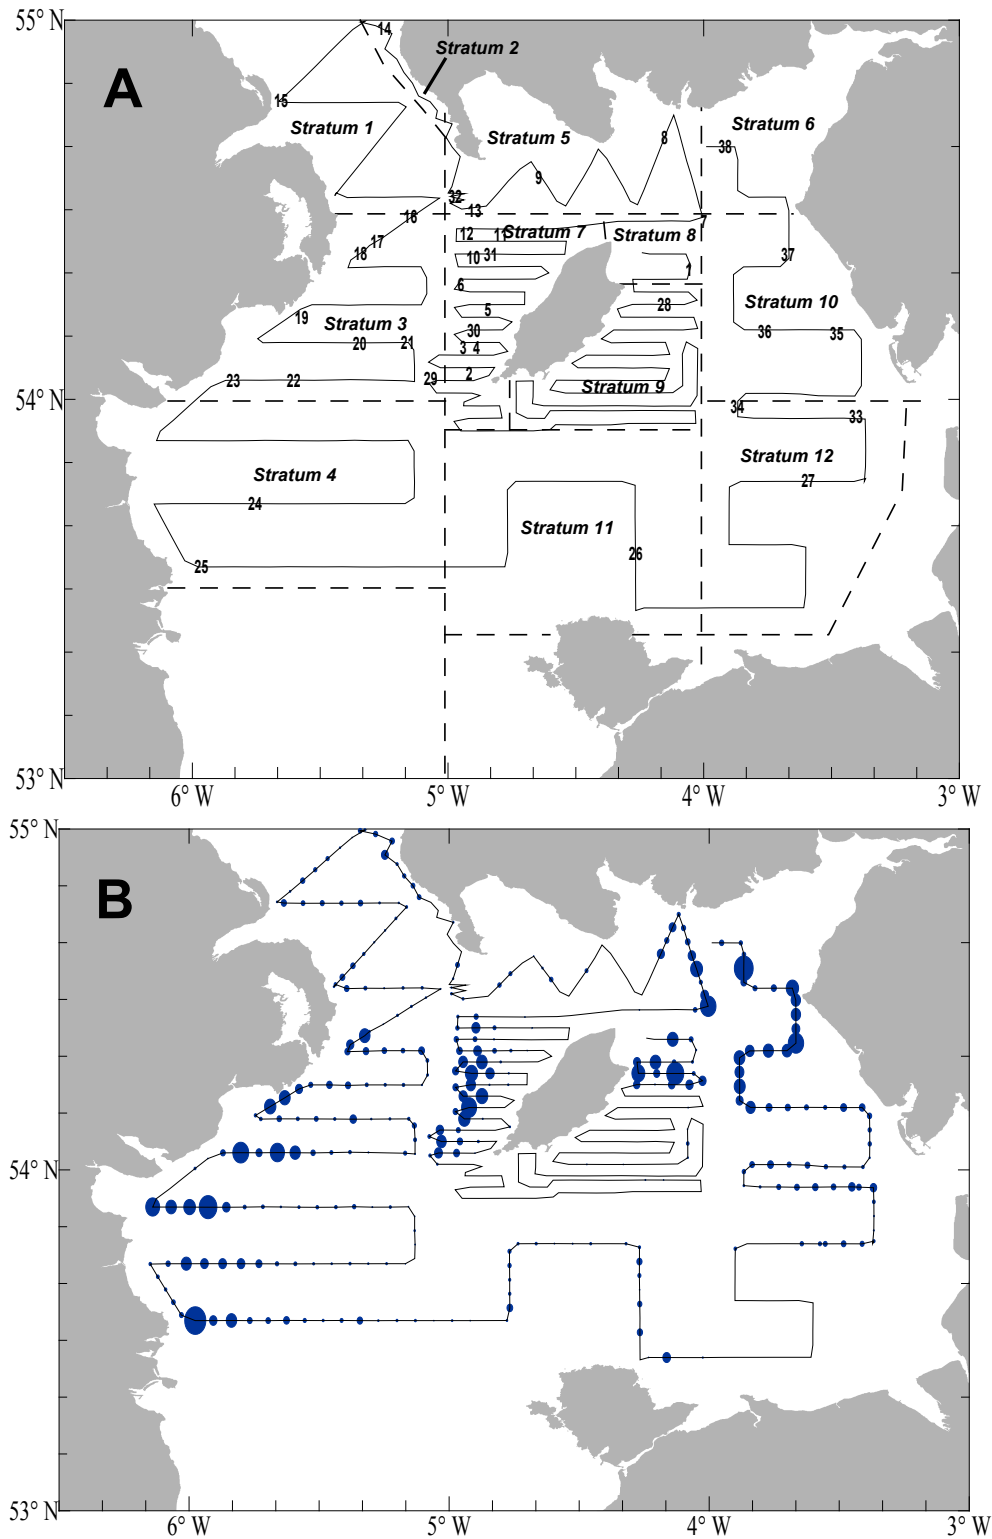 55° N
A
14
Stratum 2
15
Stratum 1
Stratum 5
8
Stratum 6
38
9
32
13
16
7
12
11
Stratum 7
Stratum 8
17
18
10
31
37
1
6
Stratum 10
28
5
19
Stratum 3
30
36
35
20
21
3
4
23
22
29
2
Stratum 9
54° N
34
33
Stratum 4
Stratum 12
27
24
Stratum 11
26
25
53° N
6° W
5° W
4° W
3° W
55° N
B
54° N
53° N
6° W
5° W
4° W
3° W